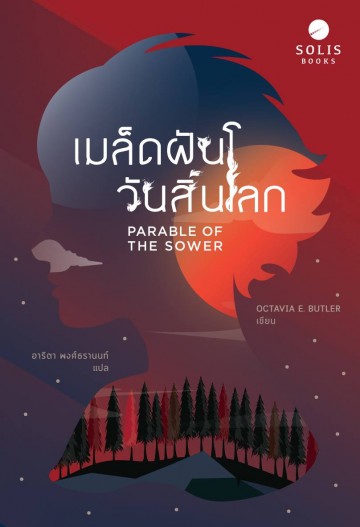 SOLIS
BOOKS
เมล็ดฝัน
วันสิ้นโลก
PARABLE OF
THE SOWER
OCTAVIA E. BUTLER
เขียน
อาริตา พงศ์ธรานนท์
แปล